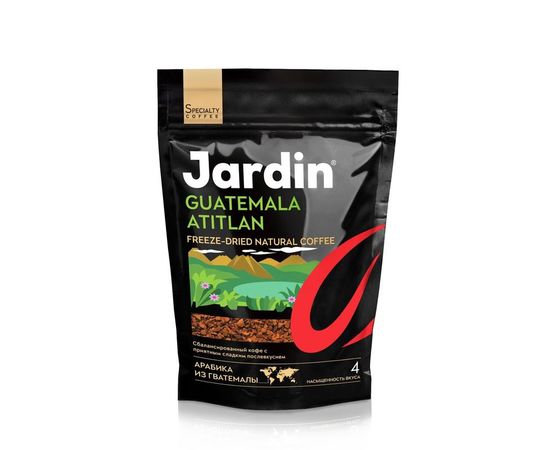 SPECIALTY
COFFEE
Jardin®
GUATEMALA
ATITLAN
FREEZE-DRIED NATURAL COFFEE
Сбалансированный кофе с
приятным сладким послевкусием
АРАБИКА
ИЗ ГВАТЕМАЛЫ
4
НАСЫЩЕННОСТЬ ВКУСА